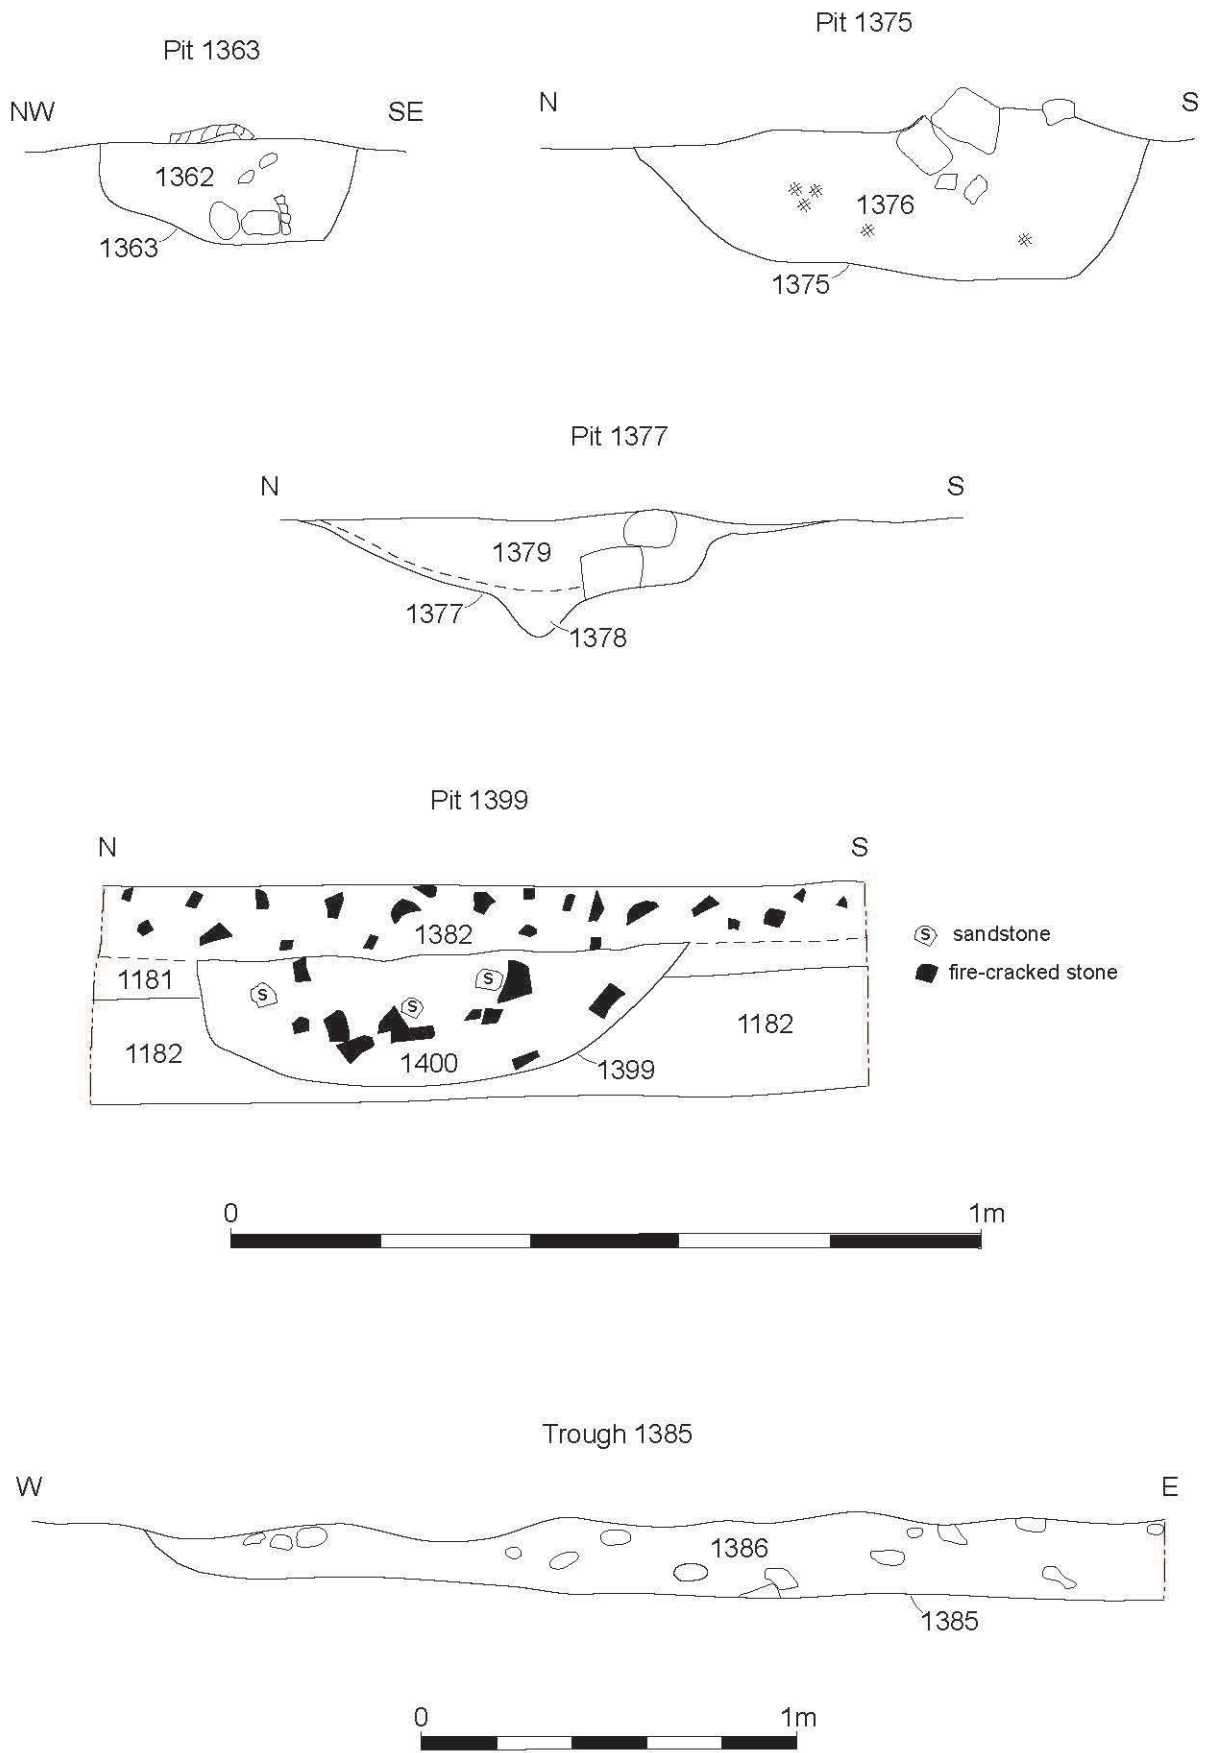 Pit 1363
NW SE
1362
1363
Pit 1375
N S
1376
1375
Pit 1377
N S
1379
1377
1378
Pit 1399
N S
1382
1181
1182
1182
1400
1399
S
S
S
S sandstone
fire-cracked stone
0 1m
Trough 1385
W E
1386
1385
0 1m